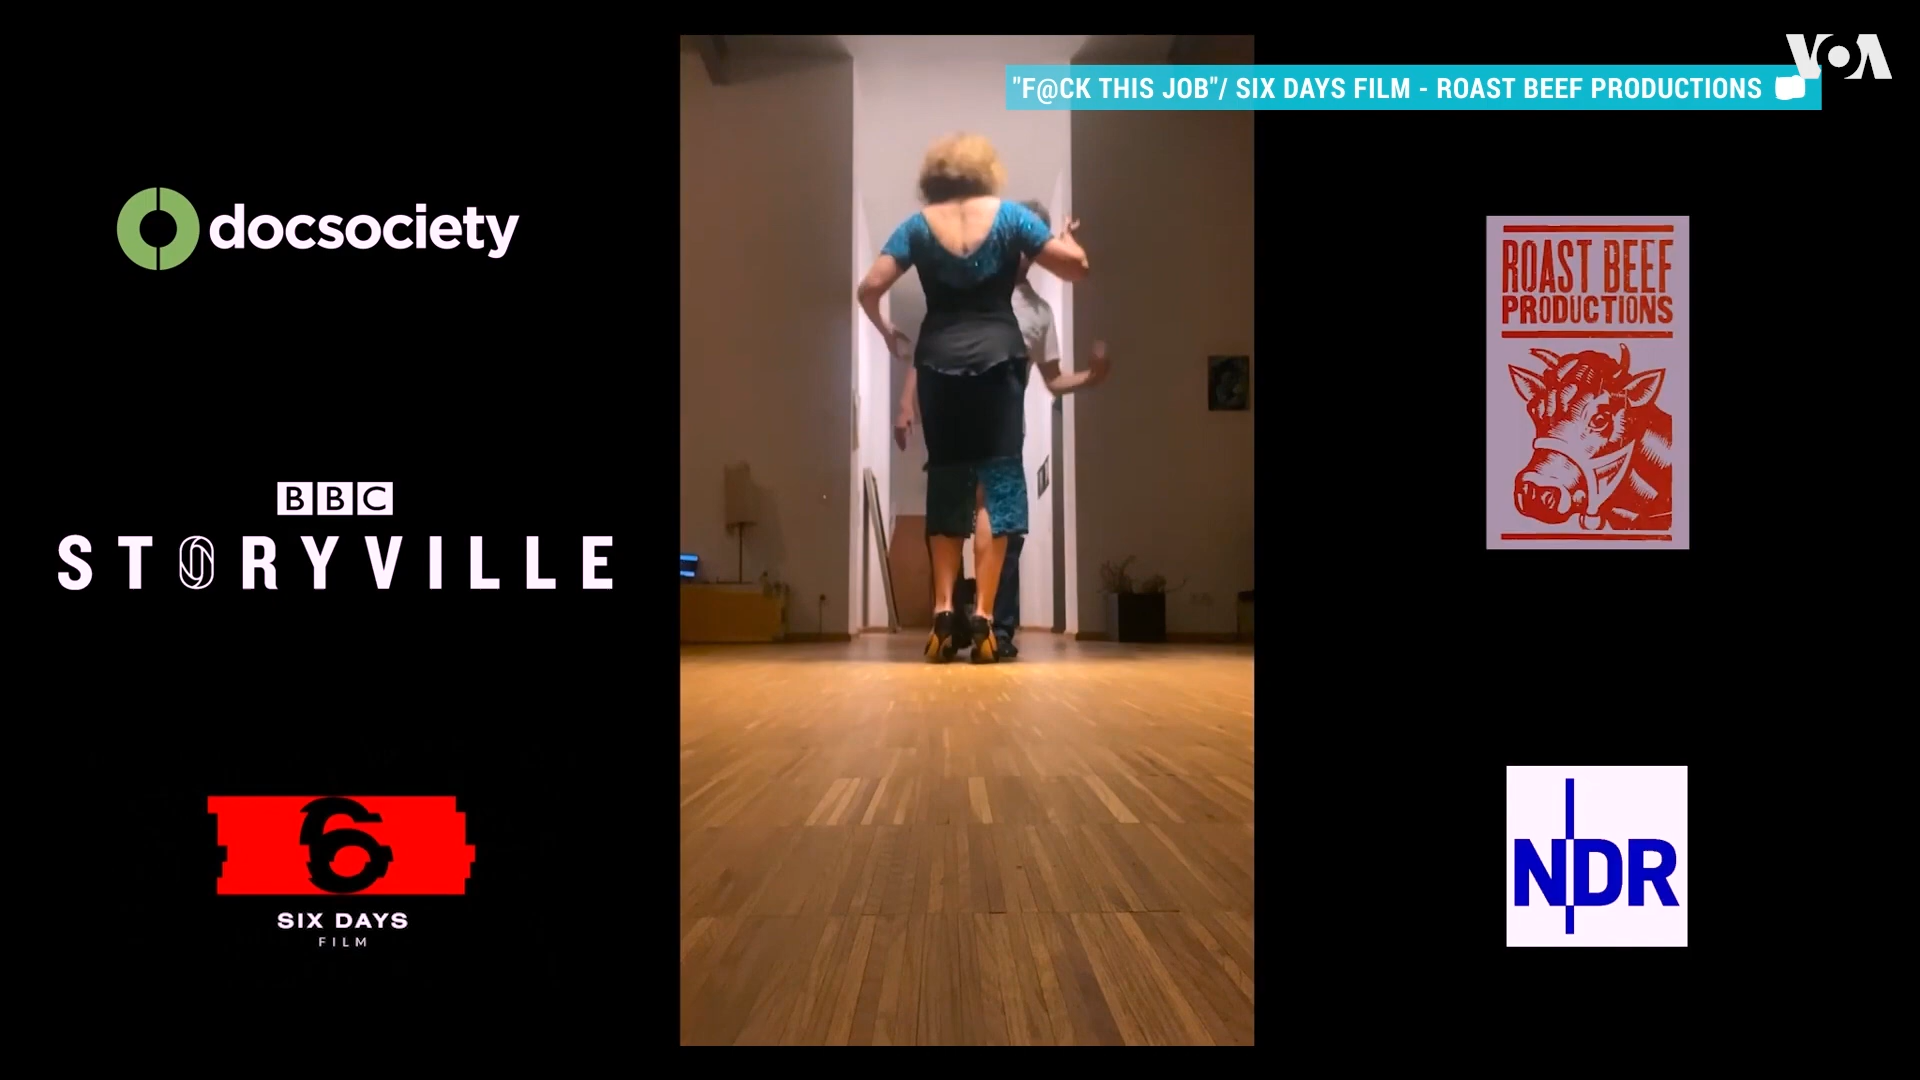 VOA
"F@CK THIS JOB"/ SIX DAYS FILM - ROAST BEEF PRODUCTIONS
docsociety
BBC
STORYVILLE
6
SIX DAYS
FILM
ROAST BEEF
PRODUCTIONS
NDR